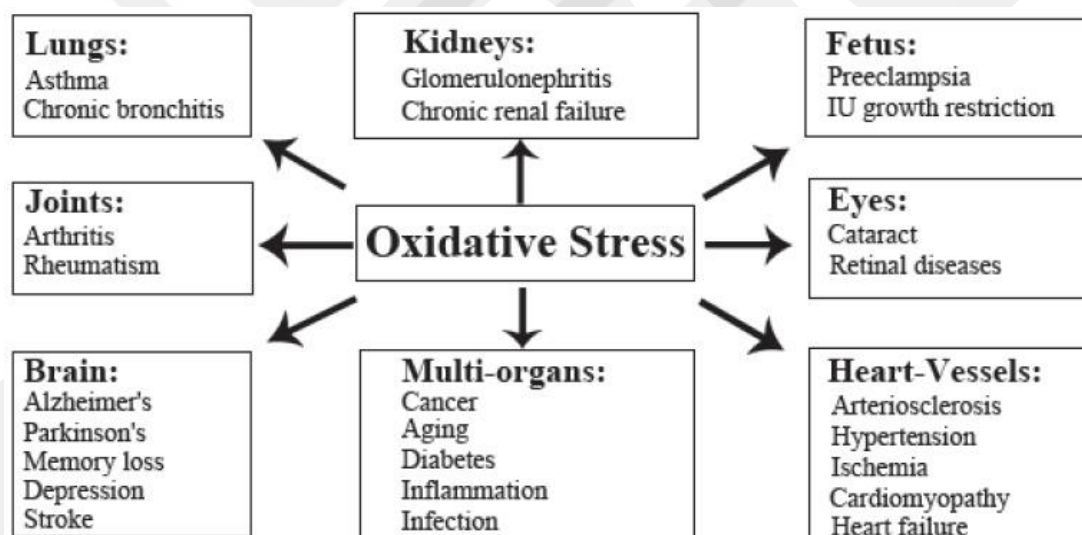 Lungs:
Asthma
Chronic bronchitis
Kidneys:
Glomerulonephritis
Chronic renal failure
Fetus:
Preeclampsia
IU growth restriction
Joints:
Arthritis
Rheumatism
Oxidative Stress
Eyes:
Cataract
Retinal diseases
Brain:
Alzheimer's
Parkinson's
Memory loss
Depression
Stroke
Multi-organs:
Cancer
Aging
Diabetes
Inflammation
Infection
Heart-Vessels:
Arteriosclerosis
Hypertension
Ischemia
Cardiomyopathy
Heart failure